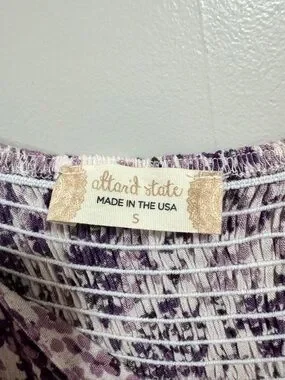 altar'd state
MADE IN THE USA
S